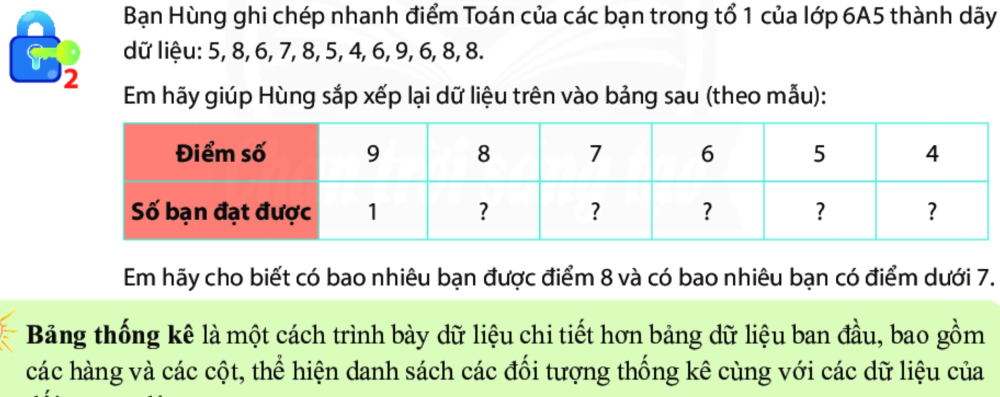 Bạn Hùng ghi chép nhanh điểm Toán của các bạn trong tổ 1 của lớp 6A5 thành dãy
dữ liệu: 5, 8, 6, 7, 8, 5, 4, 6, 9, 6, 8, 8.
2
Em hãy giúp Hùng sắp xếp lại dữ liệu trên vào bảng sau (theo mẫu):
Điểm số 9 8 7 6 5 4
Số bạn đạt được 1 ? ? ? ? ?
Chân trời sáng tạo
Em hãy cho biết có bao nhiêu bạn được điểm 8 và có bao nhiêu bạn có điểm dưới 7.
Bảng thống kê là một cách trình bày dữ liệu chi tiết hơn bảng dữ liệu ban đầu, bao gồm
các hàng và các cột, thể hiện danh sách các đối tượng thống kê cùng với các dữ liệu của